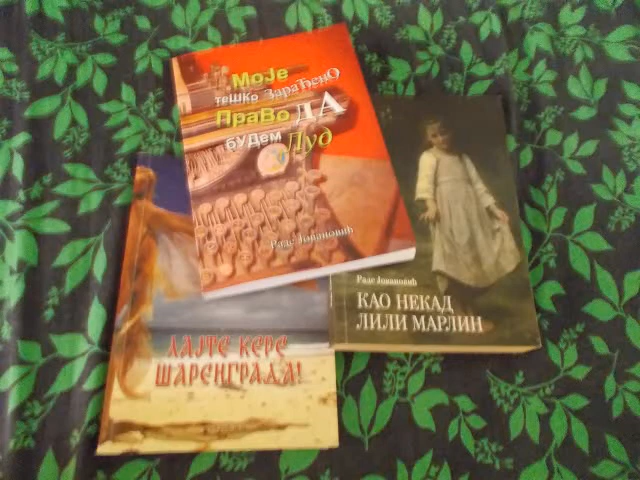 МоЈе
тешко ЗараЂенО
ПраВо ДА
буДем Луд
Раде Јовановић
Раде Јовановић
КАО НЕКАД
ЛИЛИ МАРЛИН
ЛАЈТЕ КЕРЕ
ШАРЕНГРАДА!